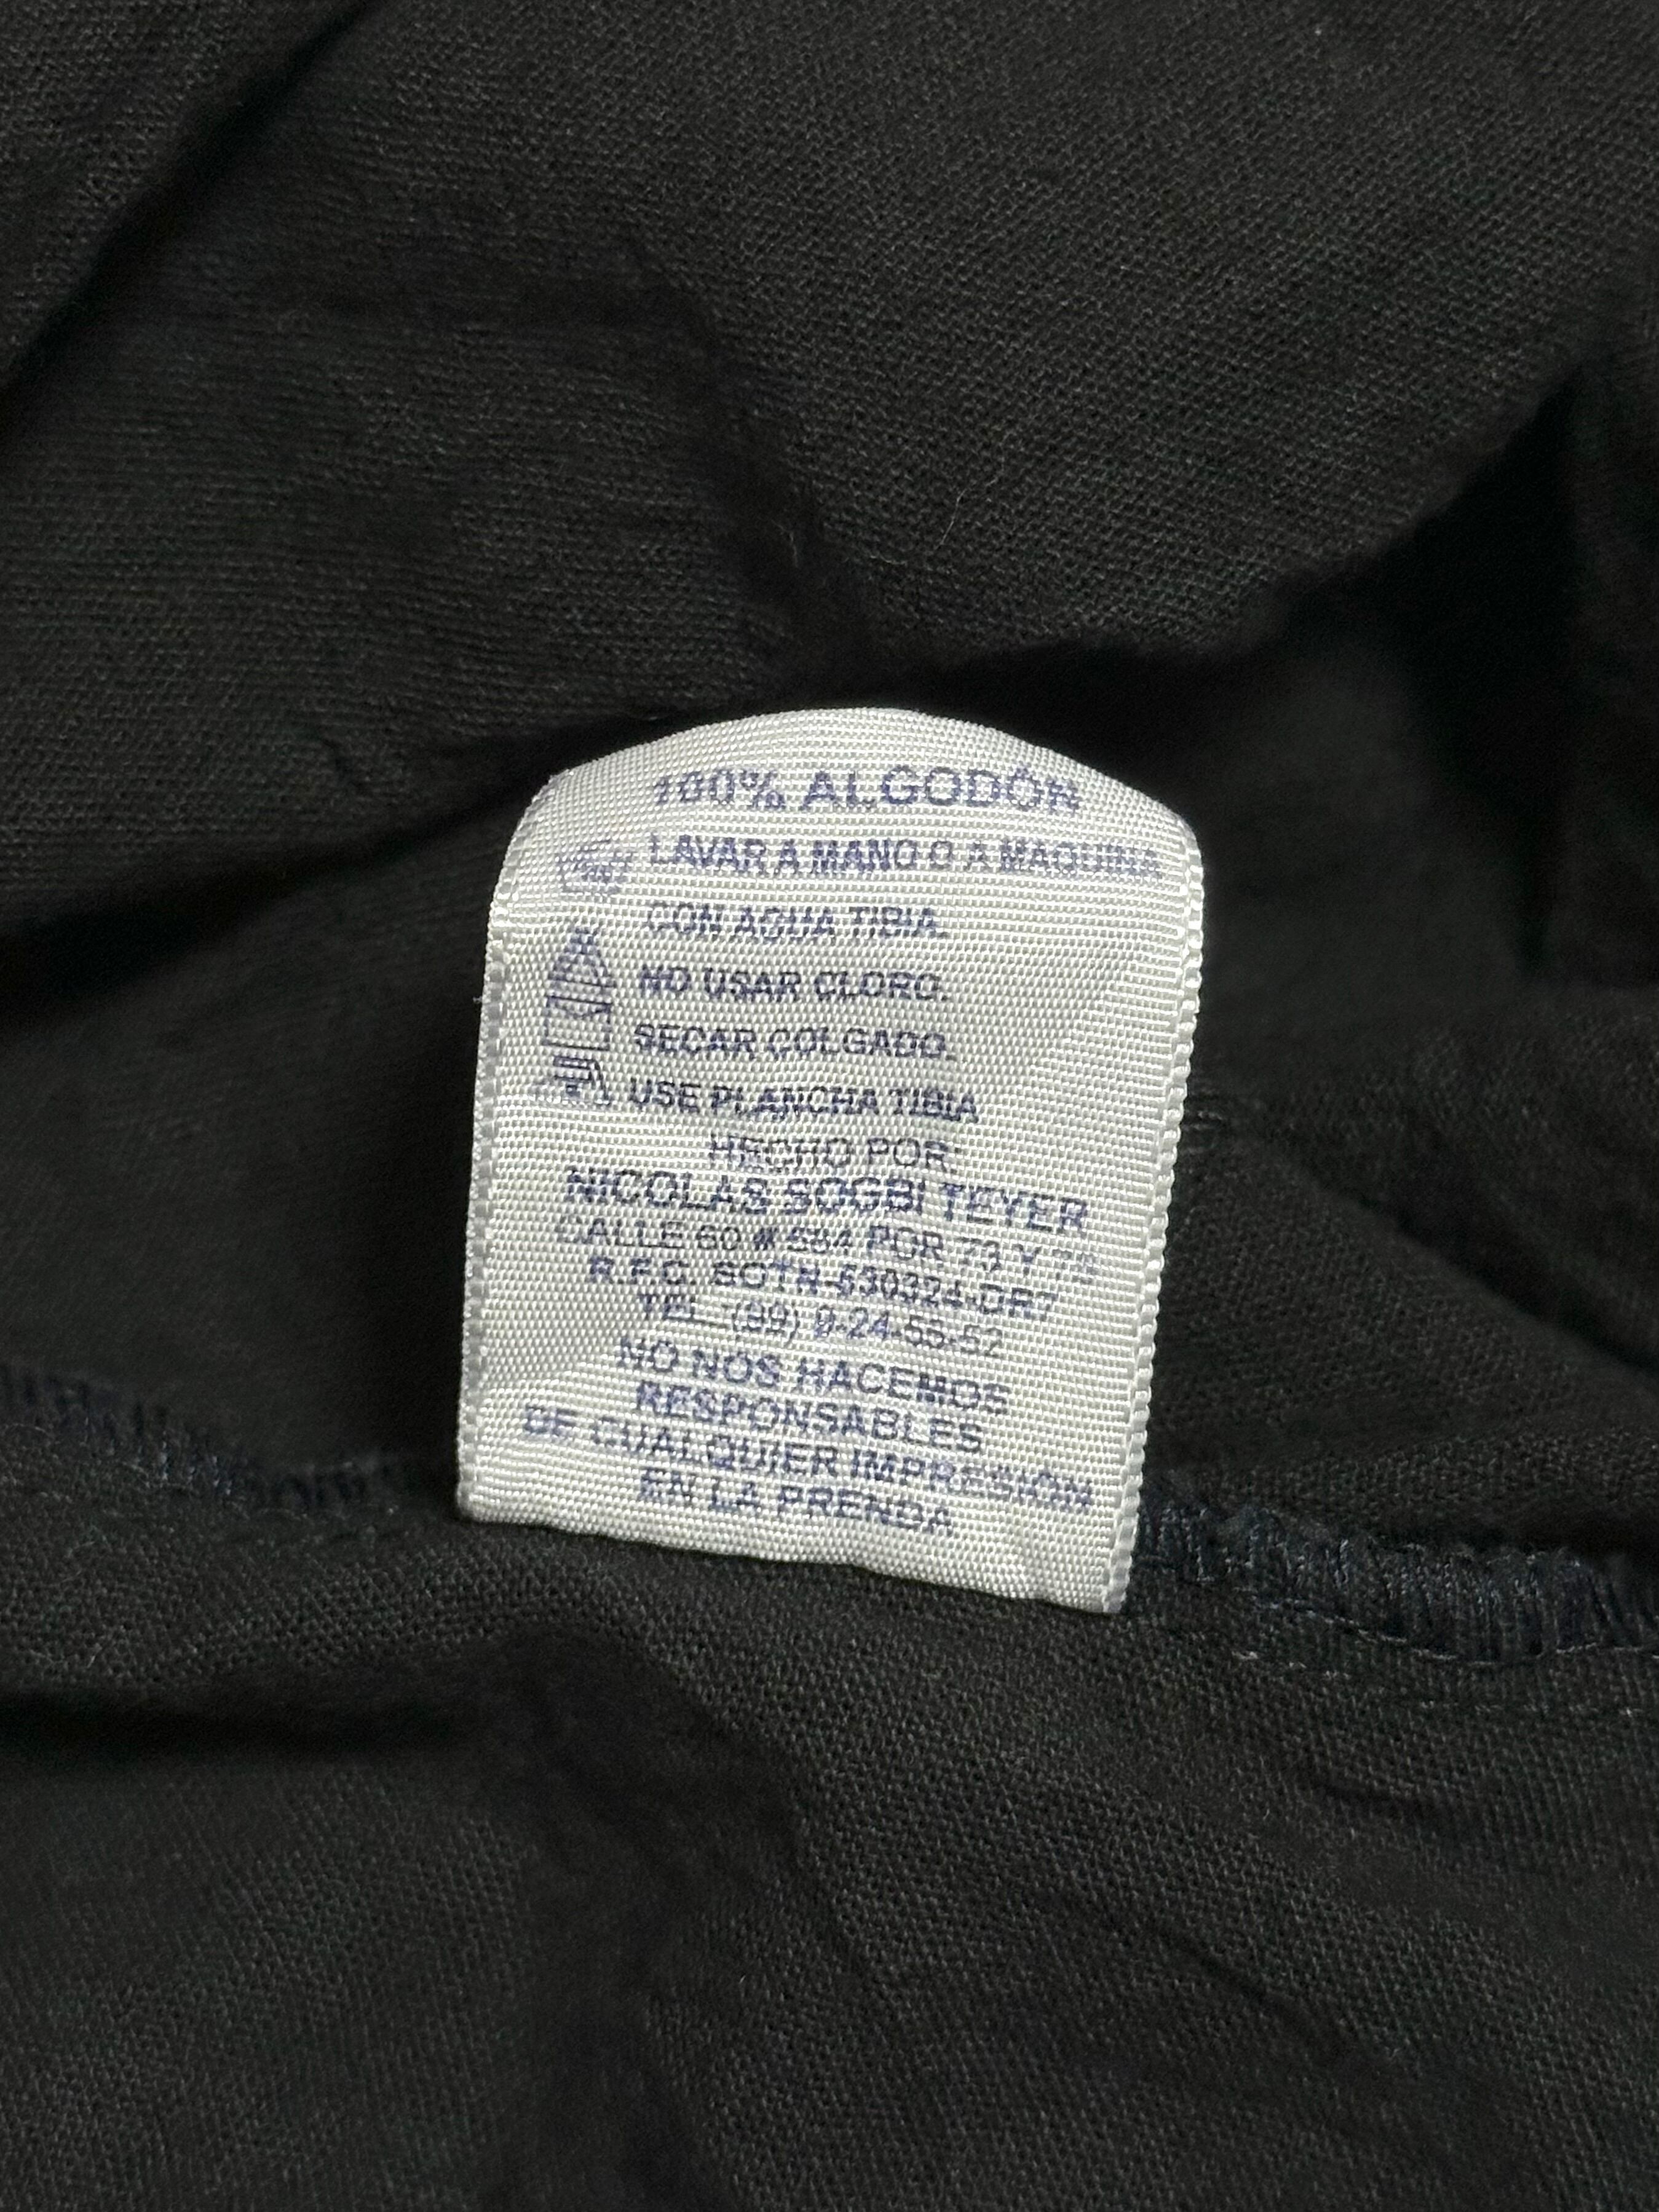 100% ALGODÓN
LAVAR A MANO O A MAQUINA
CON AGUA TIBIA.
NO USAR CLORO.
SECAR COLGADO.
USE PLANCHA TIBIA
HECHO POR
NICOLAS SOGBI TEYER
CALLE 60 # 584 POR 73 Y 75
R.F.C. SOTN-530324-DR7
TEL. (99) 9-24-55-52
NO NOS HACEMOS
RESPONSABLES
DE CUALQUIER IMPRESIÓN
EN LA PRENDA